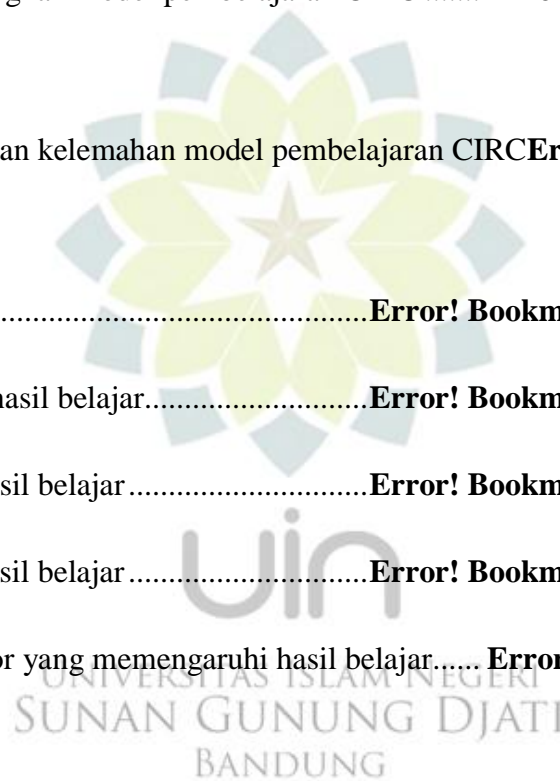 an kelemahan model pembelajaran CIRCEr
........................................Error! Bookm
hasil belajar..........................Error! Bookm
sil belajar............................Error! Bookm
sil belajar............................Error! Bookm
or yang memengaruhi hasil belajar...... Error
uin
UNIVERSITAS ISLAM NEGERI
SUNAN GUNUNG DJATI
BANDUNG